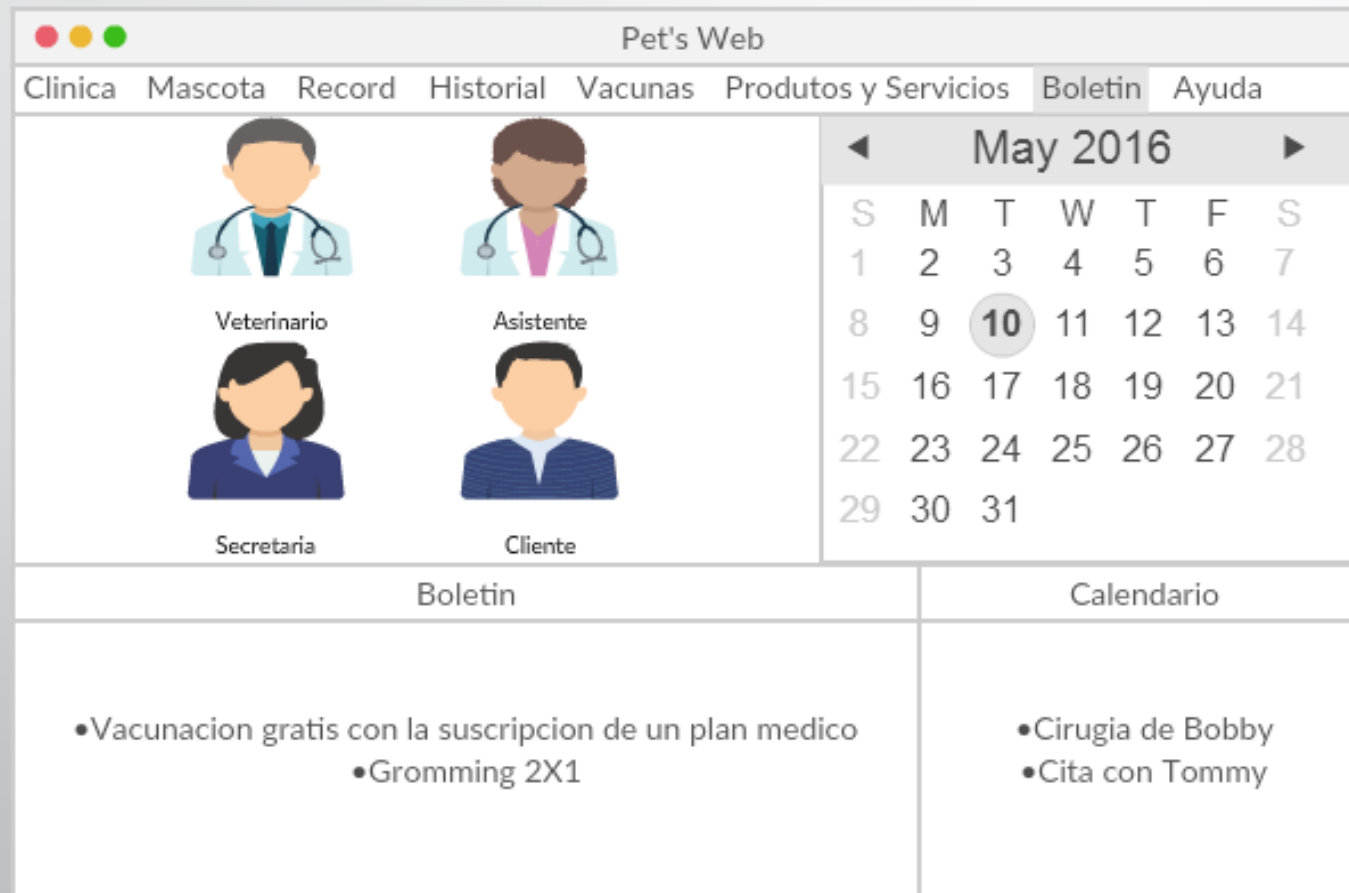 Pet's Web
Clinica Mascota Record Historial Vacunas Produtos y Servicios Boletin Ayuda
Veterinario Asistente
Secretaria Cliente
May 2016
S M T W T F S
1 2 3 4 5 6 7
8 9 10 11 12 13 14
15 16 17 18 19 20 21
22 23 24 25 26 27 28
29 30 31
Boletin
•Vacunacion gratis con la suscripcion de un plan medico
•Gromming 2X1
Calendario
•Cirugia de Bobby
•Cita con Tommy